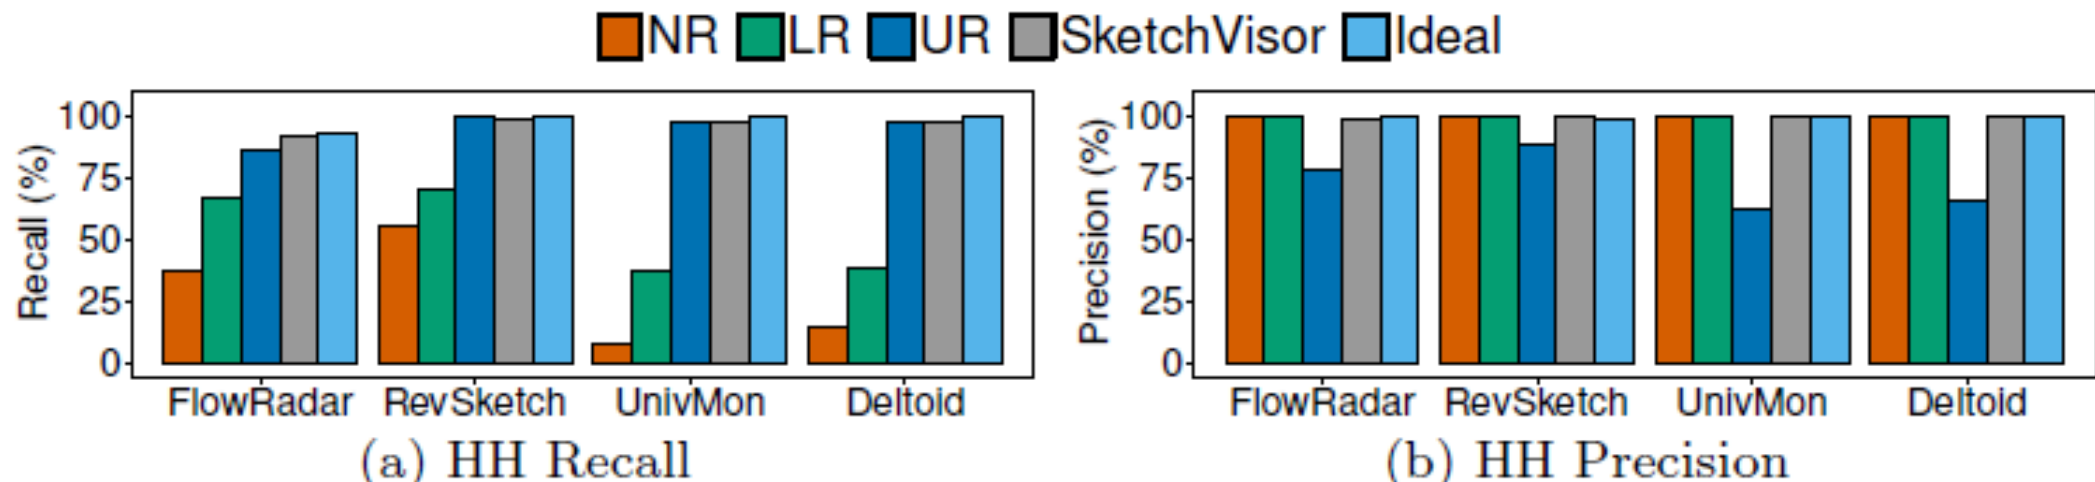 NR LR UR SketchVisor Ideal
Recall (%)
100
75
50
25
0
FlowRadar RevSketch UnivMon Deltoid
(a) HH Recall
Precision (%)
100
75
50
25
0
FlowRadar RevSketch UnivMon Deltoid
(b) HH Precision